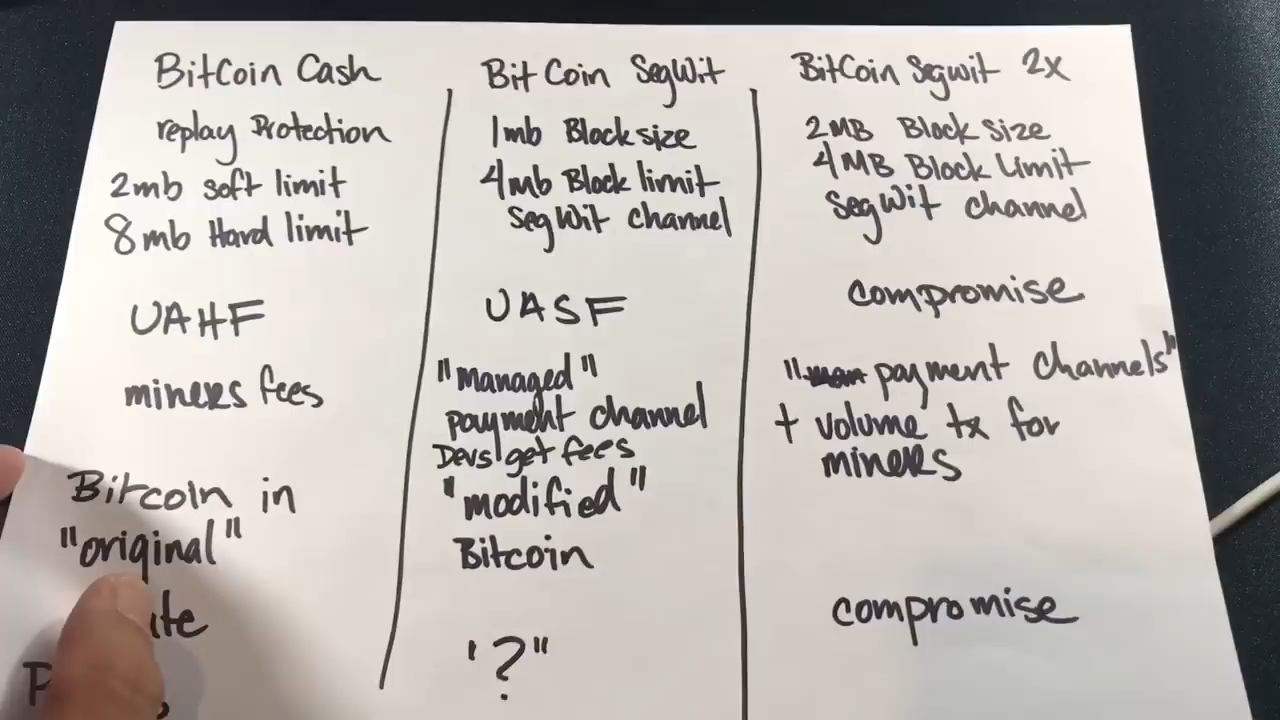 BitCoin Cash
replay Protection
2mb soft limit
8mb Hard limit
UAHF
miners fees
Bitcoin in
"original"
BitCoin SegWit
1mb Block size
4mb Block limit
SegWit channel
UASF
"managed"
payment channel
Devs get fees
"modified"
Bitcoin
'?"
BitCoin Segwit 2x
2MB Block Size
4MB Block Limit
SegWit channel
compromise
"payment channels"
+ volume tx for
miners
compromise